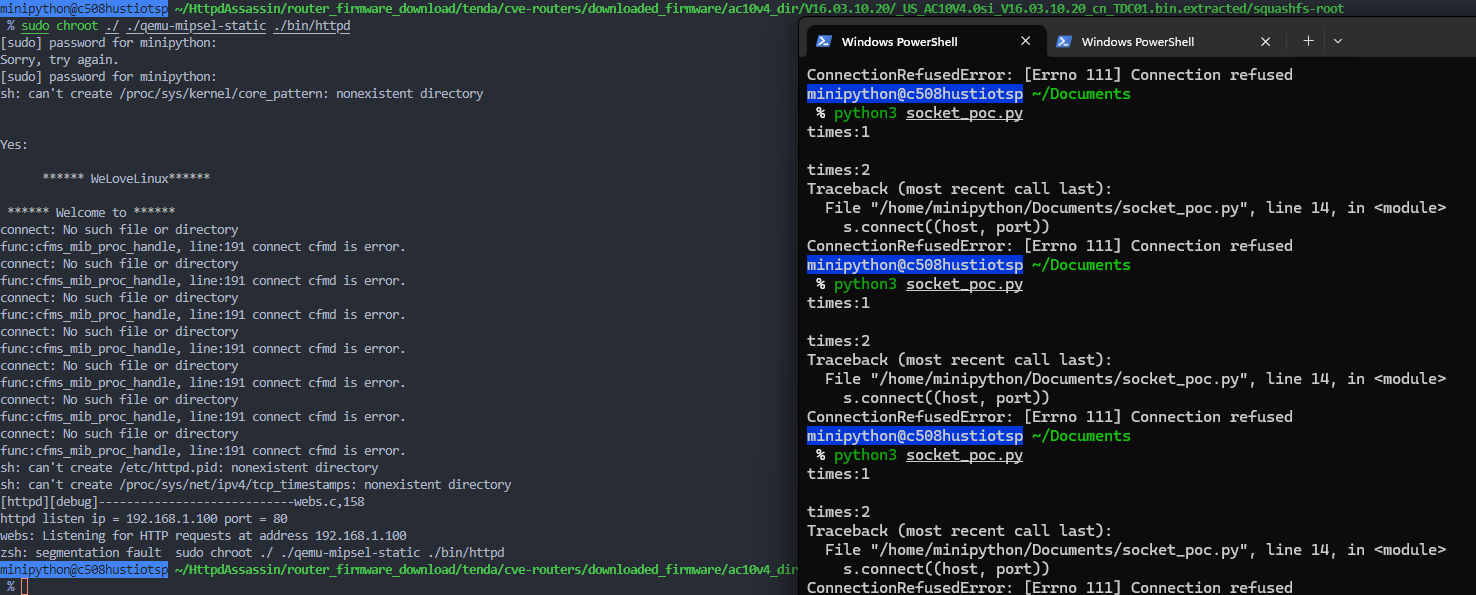 minipython@c508hustiotsp ~/HttpdAssassin/router_firmware_download/tenda/cve-routers/downloaded_firmware/ac10v4_dir/V16.03.10.20/_US_AC10V4.0si_V16.03.10.20_cn_TDC01.bin.extracted/squashfs-root
% sudo chroot ./ ./qemu-mipsel-static ./bin/httpd
[sudo] password for minipython:
Sorry, try again.
[sudo] password for minipython:
sh: can't create /proc/sys/kernel/core_pattern: nonexistent directory
Yes:
****** WeLoveLinux******
****** Welcome to ******
connect: No such file or directory
func:cfms_mib_proc_handle, line:191 connect cfmd is error.
connect: No such file or directory
func:cfms_mib_proc_handle, line:191 connect cfmd is error.
connect: No such file or directory
func:cfms_mib_proc_handle, line:191 connect cfmd is error.
connect: No such file or directory
func:cfms_mib_proc_handle, line:191 connect cfmd is error.
connect: No such file or directory
func:cfms_mib_proc_handle, line:191 connect cfmd is error.
connect: No such file or directory
func:cfms_mib_proc_handle, line:191 connect cfmd is error.
connect: No such file or directory
func:cfms_mib_proc_handle, line:191 connect cfmd is error.
sh: can't create /etc/httpd.pid: nonexistent directory
sh: can't create /proc/sys/net/ipv4/tcp_timestamps: nonexistent directory
[httpd][debug]----------------------------webs.c,158
httpd listen ip = 192.168.1.100 port = 80
webs: Listening for HTTP requests at address 192.168.1.100
zsh: segmentation fault  sudo chroot ./ ./qemu-mipsel-static ./bin/httpd
minipython@c508hustiotsp ~/HttpdAssassin/router_firmware_download/tenda/cve-routers/downloaded_firmware/ac10v4_dir
%
Windows PowerShell
Windows PowerShell
ConnectionRefusedError: [Errno 111] Connection refused
minipython@c508hustiotsp ~/Documents
% python3 socket_poc.py
times:1
times:2
Traceback (most recent call last):
File "/home/minipython/Documents/socket_poc.py", line 14, in <module>
s.connect((host, port))
ConnectionRefusedError: [Errno 111] Connection refused
minipython@c508hustiotsp ~/Documents
% python3 socket_poc.py
times:1
times:2
Traceback (most recent call last):
File "/home/minipython/Documents/socket_poc.py", line 14, in <module>
s.connect((host, port))
ConnectionRefusedError: [Errno 111] Connection refused
minipython@c508hustiotsp ~/Documents
% python3 socket_poc.py
times:1
times:2
Traceback (most recent call last):
File "/home/minipython/Documents/socket_poc.py", line 14, in <module>
s.connect((host, port))
ConnectionRefusedError: [Errno 111] Connection refused